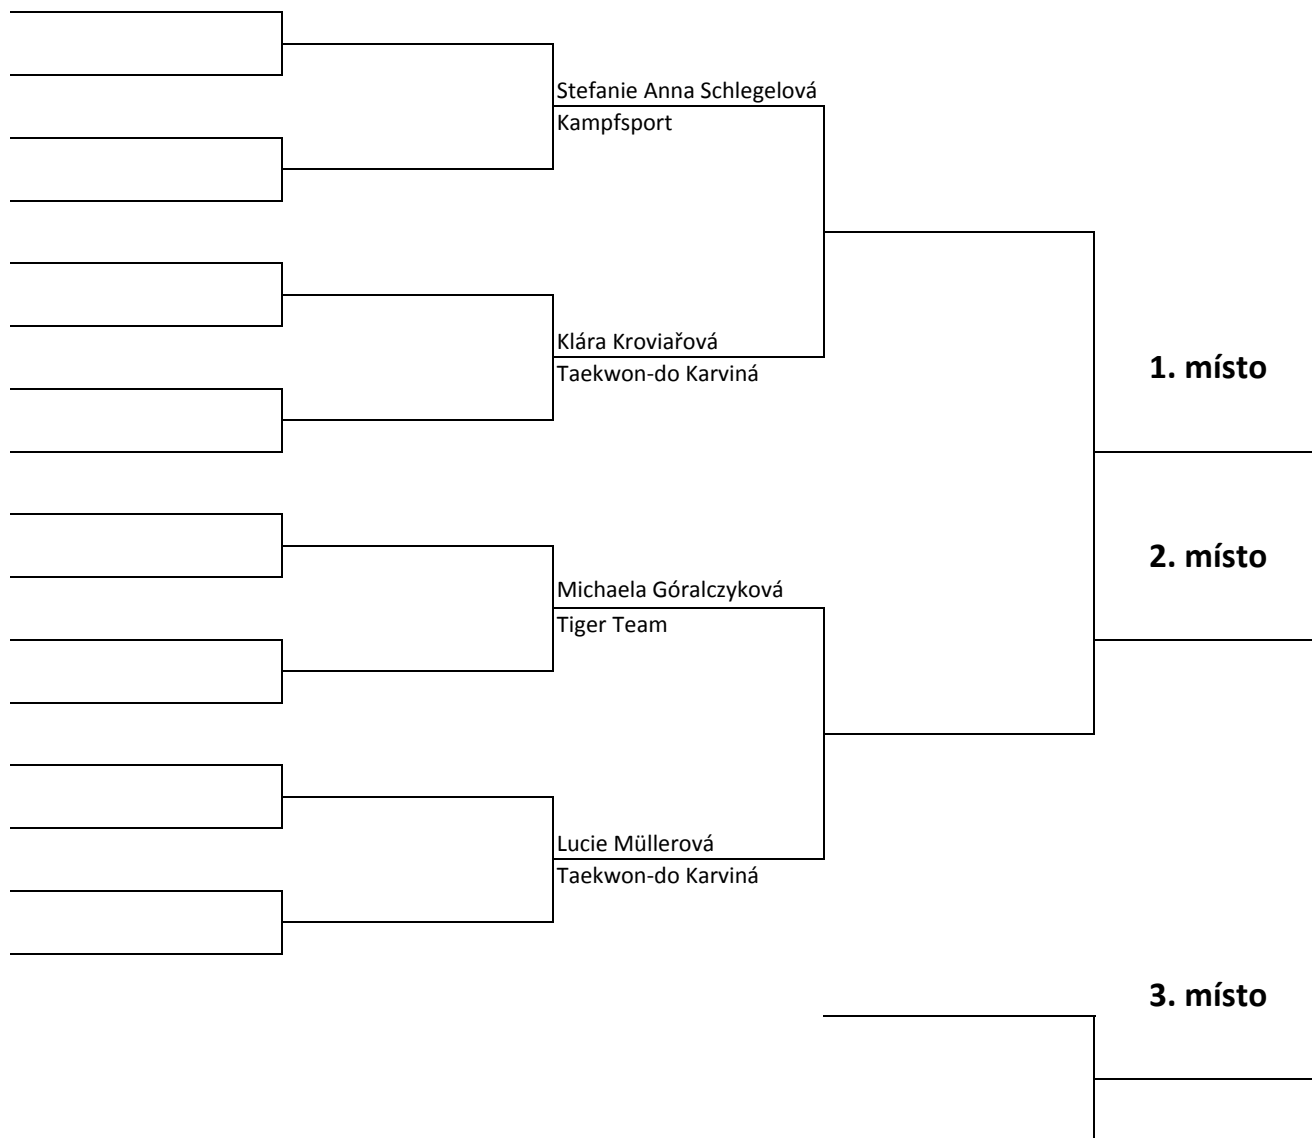 Stefanie Anna Schlegelová
Kampfsport
Klára Kroviařová
Taekwon-do Karviná
1. místo
2. místo
Michaela Góralczyková
Tiger Team
Lucie Müllerová
Taekwon-do Karviná
3. místo